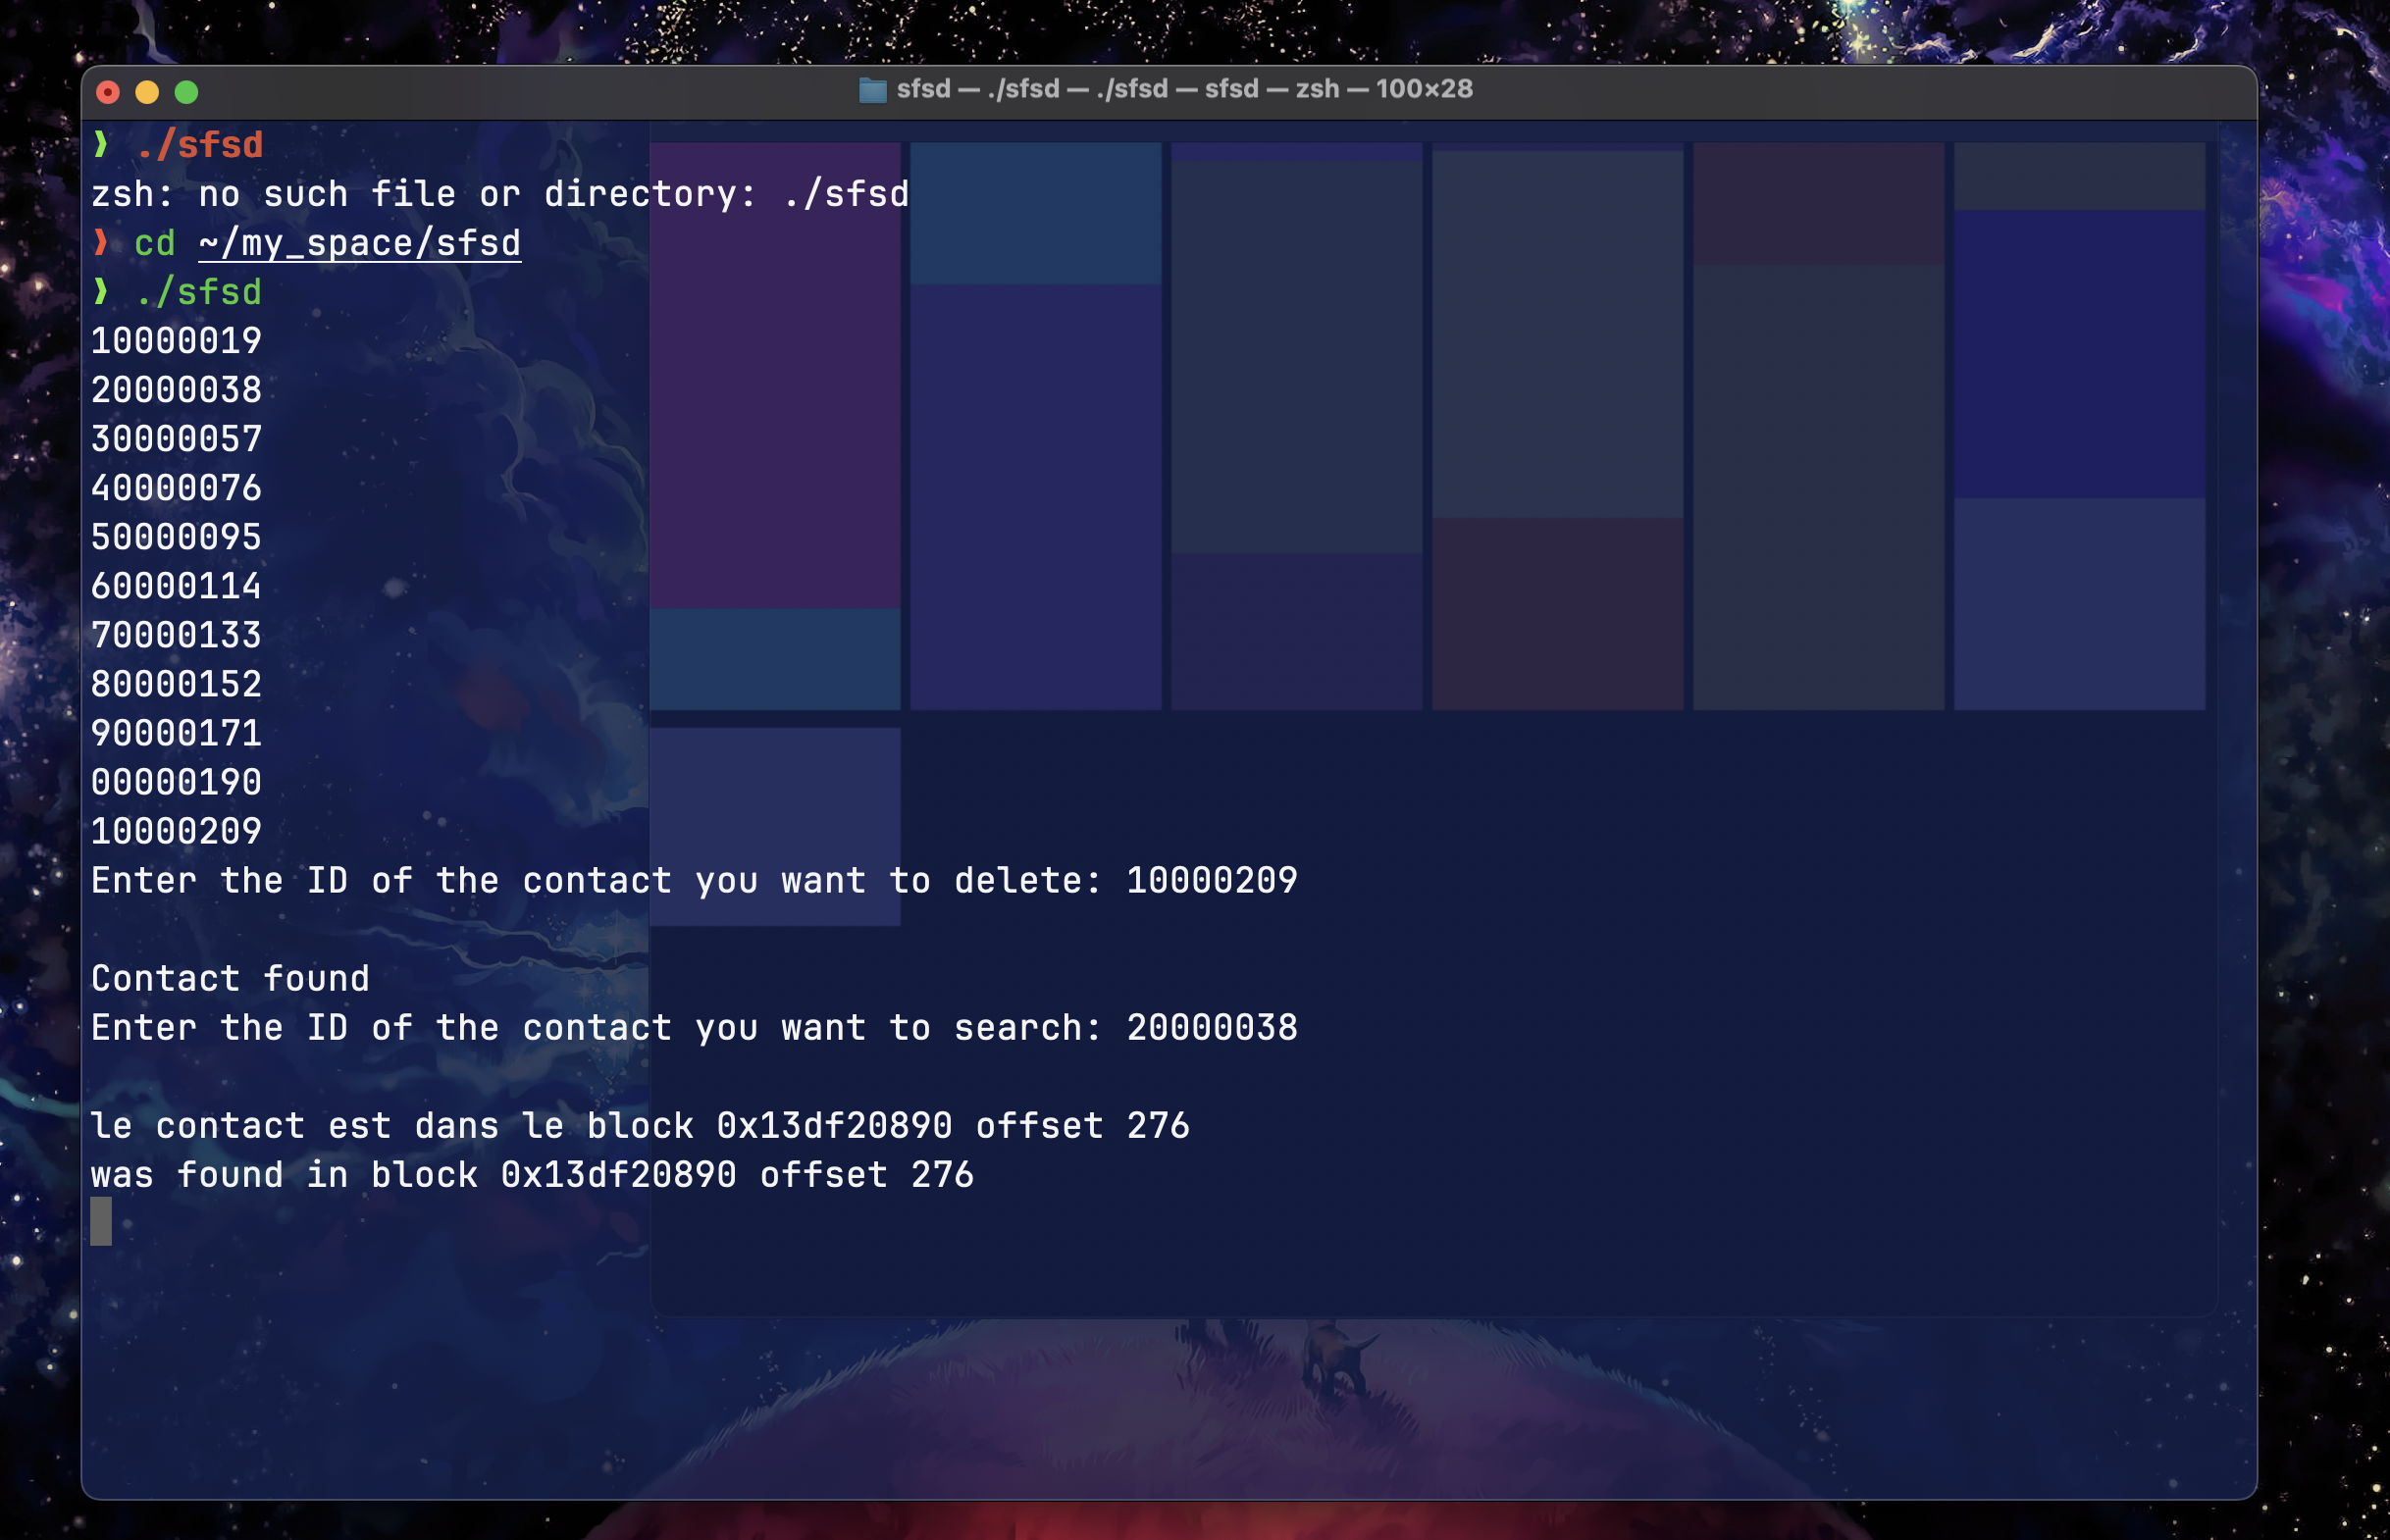 sfsd — ./sfsd — ./sfsd — sfsd — zsh — 100×28
❯ ./sfsd
zsh: no such file or directory: ./sfsd
❯ cd ~/my_space/sfsd
❯ ./sfsd
10000019
20000038
30000057
40000076
50000095
60000114
70000133
80000152
90000171
00000190
10000209
Enter the ID of the contact you want to delete: 10000209
Contact found
Enter the ID of the contact you want to search: 20000038
le contact est dans le block 0x13df20890 offset 276
was found in block 0x13df20890 offset 276